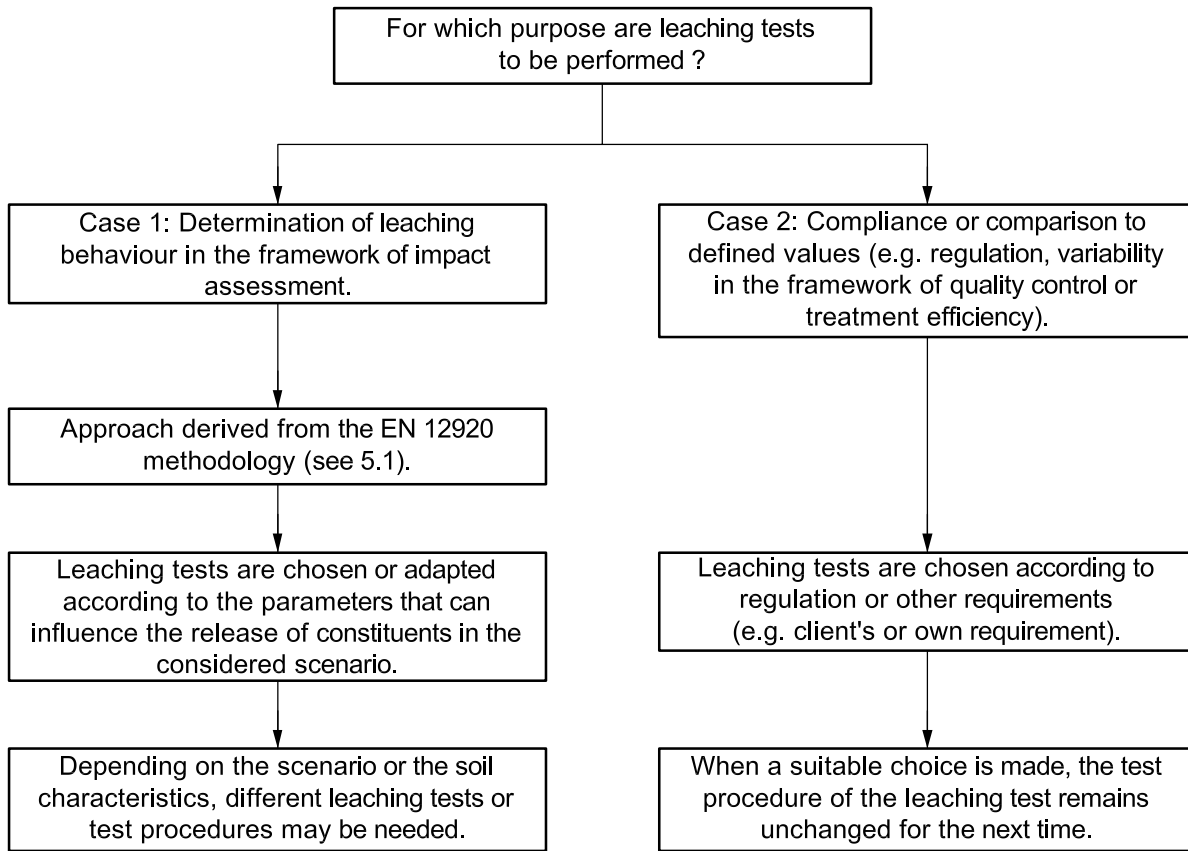 For which purpose are leaching tests
to be performed ?
Case 1: Determination of leaching
behaviour in the framework of impact
assessment.
Approach derived from the EN 12920
methodology (see 5.1).
Leaching tests are chosen or adapted
according to the parameters that can
influence the release of constituents in the
considered scenario.
Depending on the scenario or the soil
characteristics, different leaching tests or
test procedures may be needed.
Case 2: Compliance or comparison to
defined values (e.g. regulation, variability
in the framework of quality control or
treatment efficiency).
Leaching tests are chosen according to
regulation or other requirements
(e.g. client's or own requirement).
When a suitable choice is made, the test
procedure of the leaching test remains
unchanged for the next time.